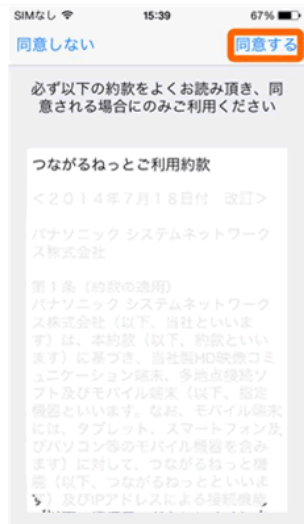 SIMなし 15:39 67%
同意しない 同意する
必ず以下の約款をよくお読み頂き、同
意される場合にのみご利用ください
つながるねっとご利用約款
<2014年7月18日付 改訂>
パナソニック システムネットワーク
ス株式会社
第1条（約款の適用）
パナソニック システムネットワーク
ス株式会社（以下、当社といいま
す）は、本約款（以下、約款といい
ます）に基づき、当社製HD映像コミ
ュニケーション端末、多地点接続ソ
フト及びモバイル端末（以下、指定
機器といいます。なお、モバイル端末
には、タブレット、スマートフォン及
びパソコン等のモバイル機器を含み
ます）に対して、つながるねっと機
能（以下、つながるねっとといいま
す）及びIPアドレスによる接続機能